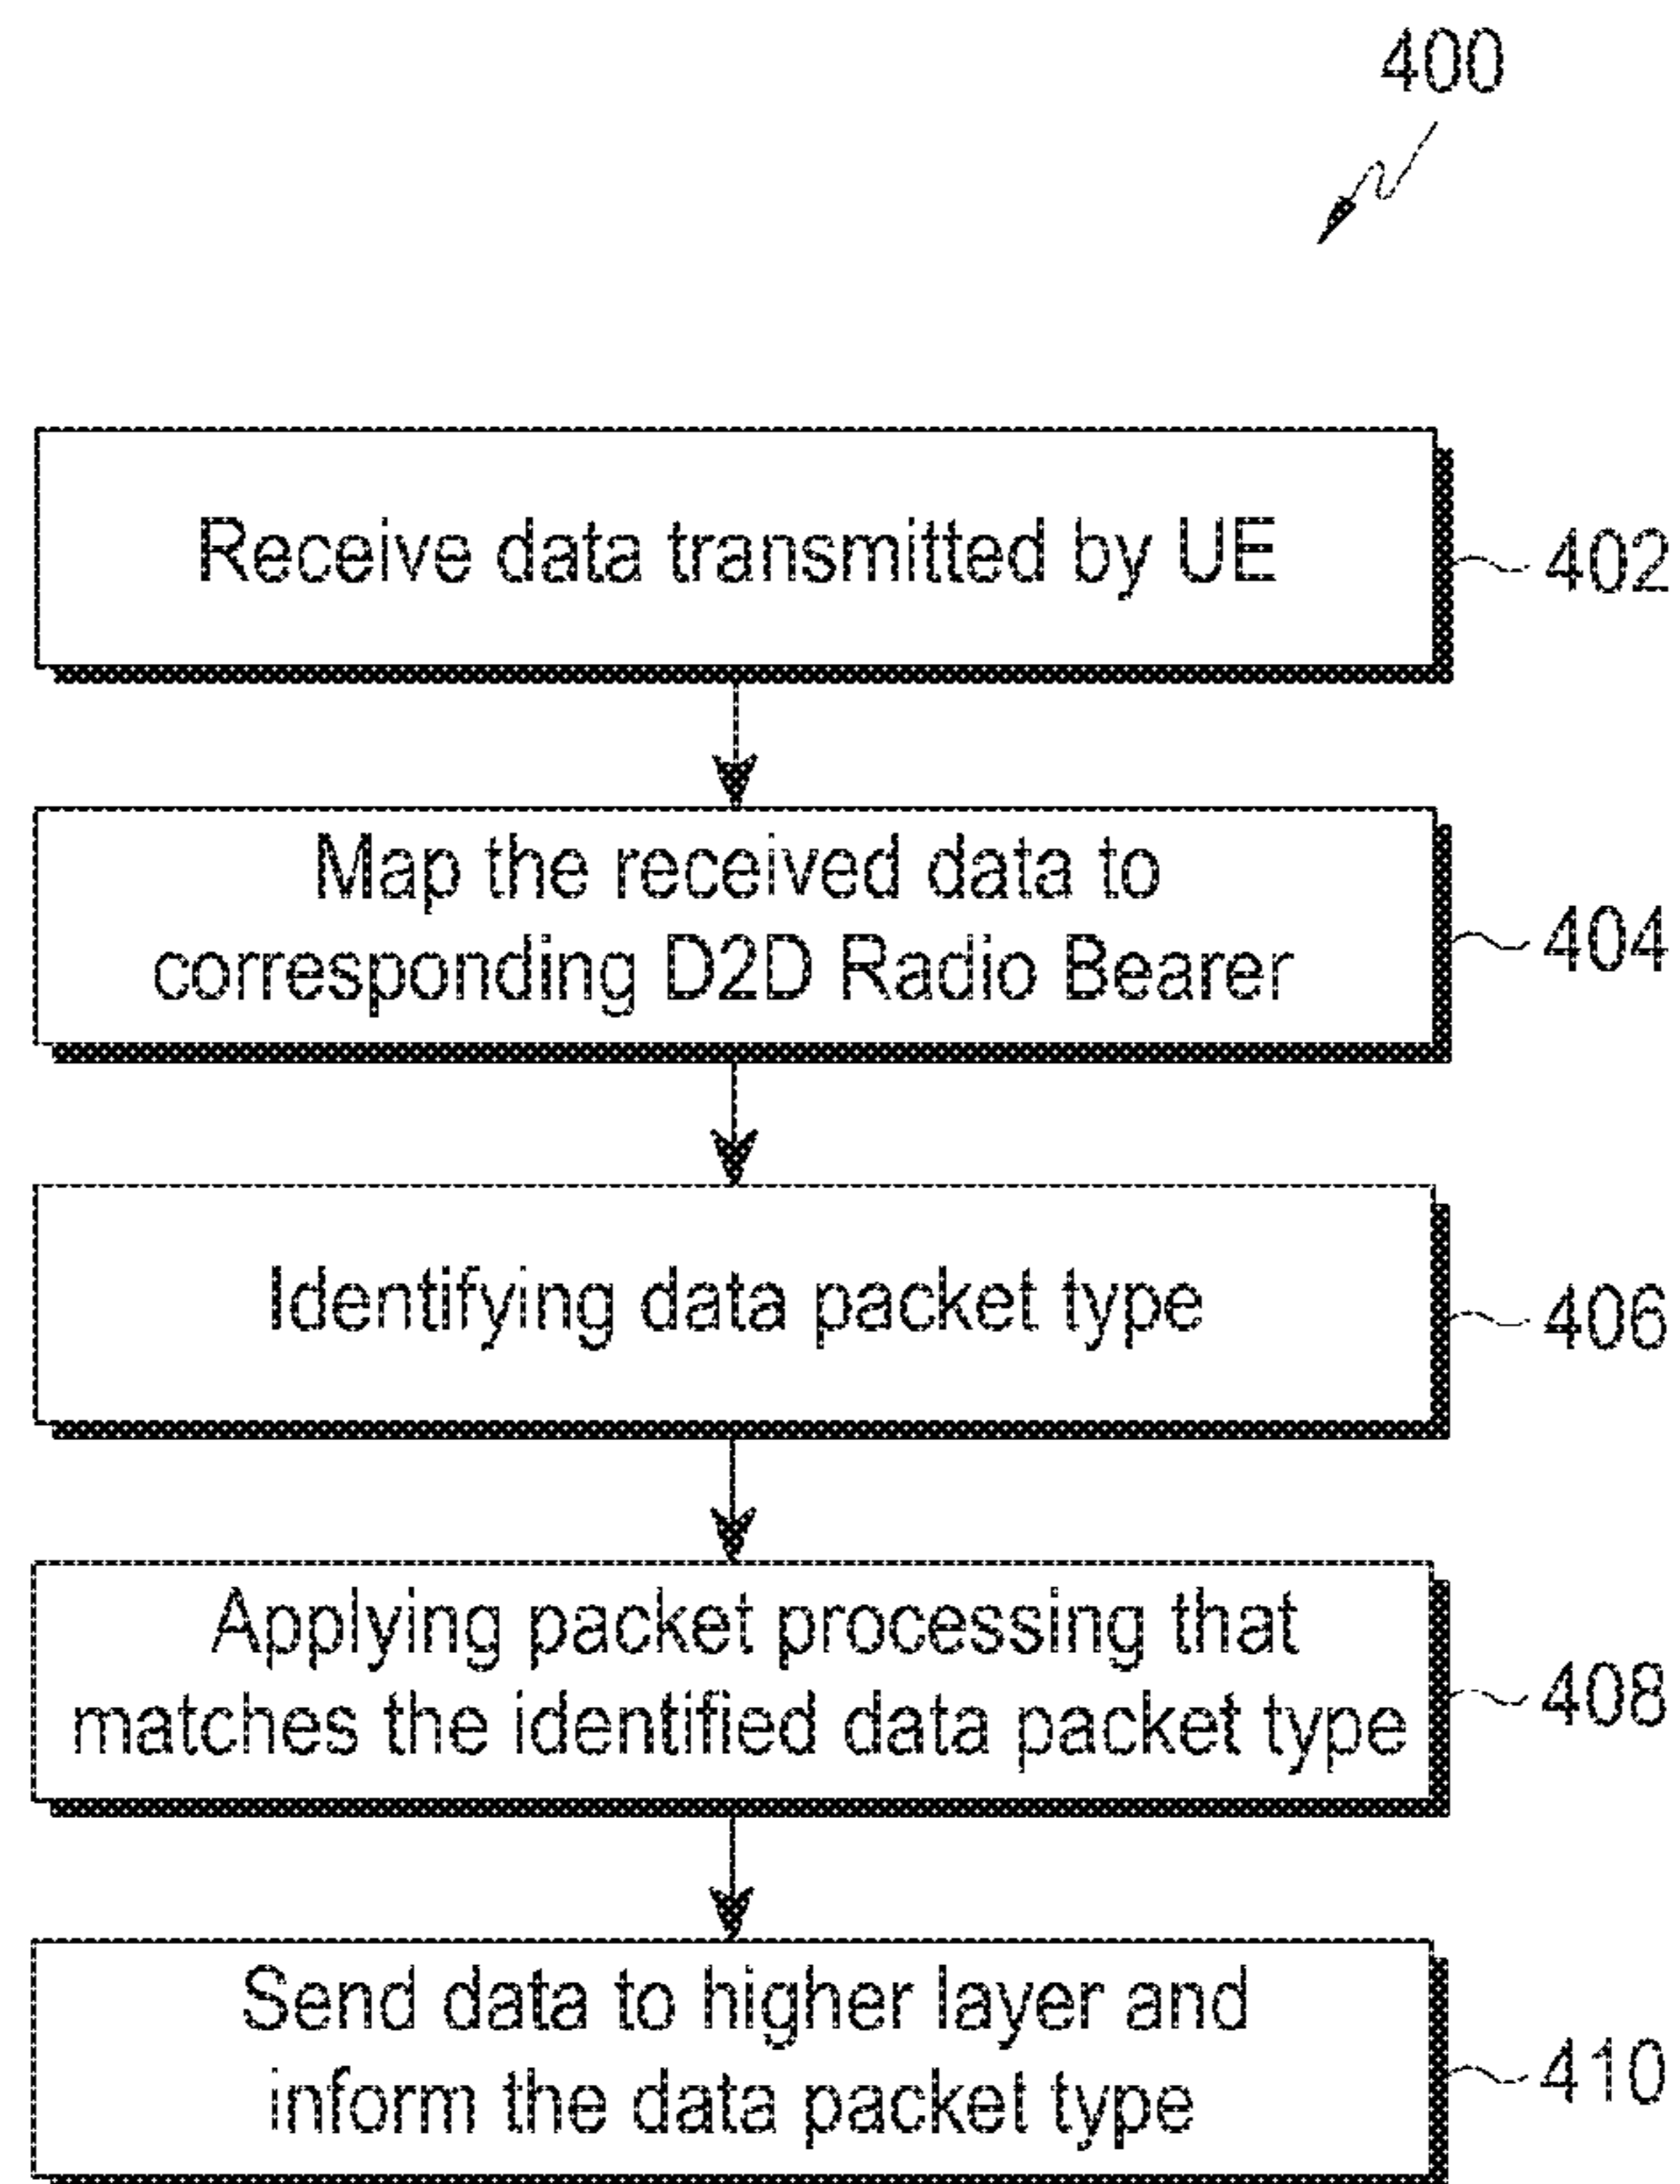 400
Receive data transmitted by UE
402
Map the received data to
corresponding D2D Radio Bearer
404
Identifying data packet type
406
Applying packet processing that
matches the identified data packet type
408
Send data to higher layer and
inform the data packet type
410